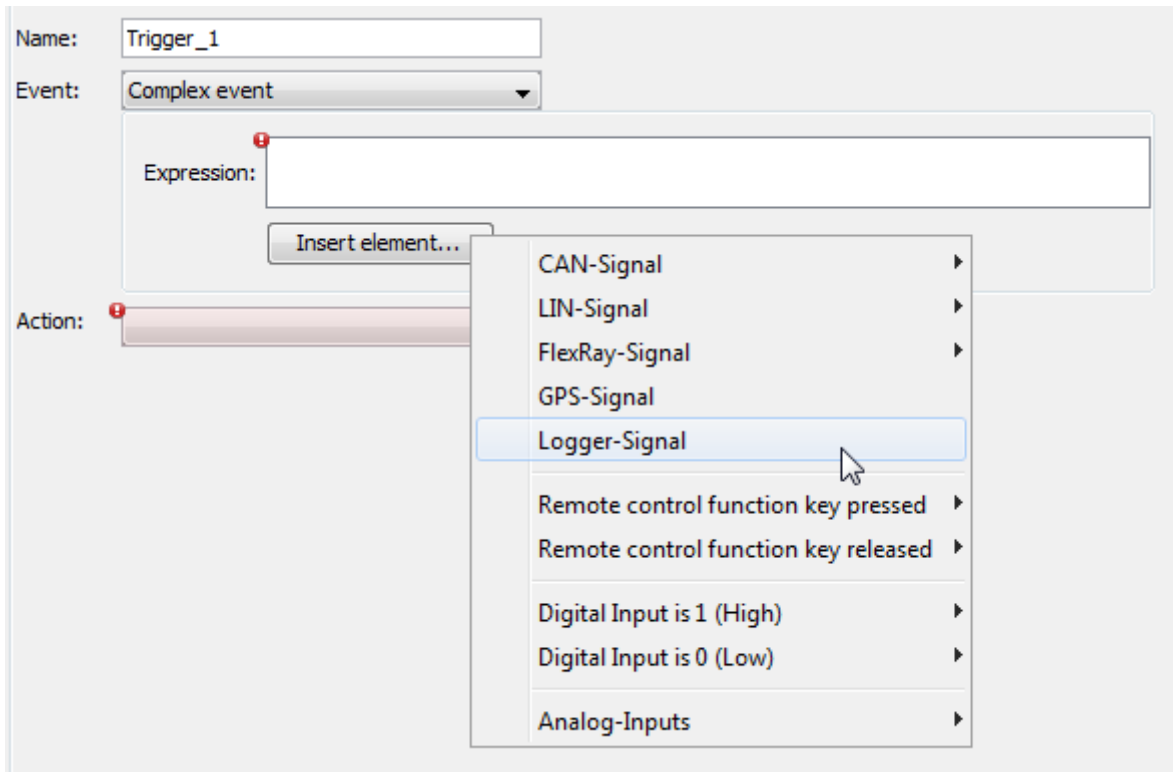 Name: Trigger_1
Event: Complex event
Expression:
Insert element...
CAN-Signal
LIN-Signal
Action:
FlexRay-Signal
GPS-Signal
Logger-Signal
Remote control function key pressed
Remote control function key released
Digital Input is 1 (High)
Digital Input is 0 (Low)
Analog-Inputs